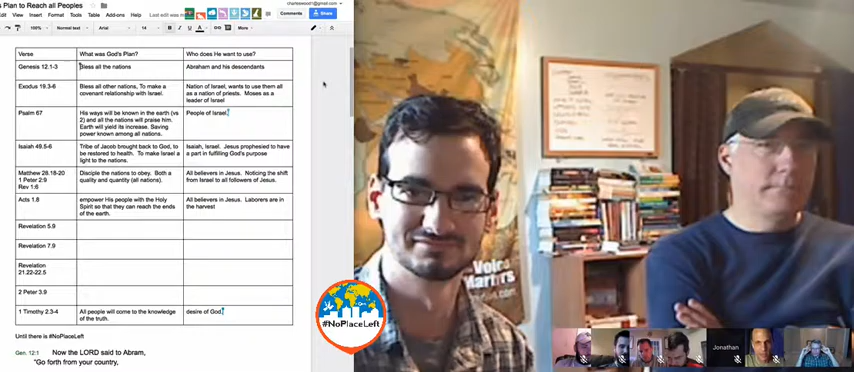 s Plan to Reach all Peoples
charleswood1@gmail.com
Insert Format Tools Table Add-ons Help Last edit was
Comments Share
100% Normal text Arial 14 B I U A More
Verse What was God's Plan? Who does He want to use?
Genesis 12.1-3 Bless all the nations Abraham and his descendants
Exodus 19.3-6 Bless all other nations, To make a Nation of Israel, wants to use them all
covenant relationship with Israel. as a nation of priests. Moses as a
leader of Israel
Psalm 67 His ways will be known in the earth (vs People of Israel
2) and all the nations will praise him.
Earth will yield its increase. Saving
power known among all nations.
Isaiah 49.5-6 Tribe of Jacob brought back to God, to Isaiah, Israel. Jesus prophesied to have
be restored to health. To make Israel a a part in fulfilling God's purpose
light to the nations.
Matthew 28.18-20 Disciple the nations to obey. Both a All believers in Jesus. Noticing the shift
1 Peter 2:9 quality and quantity (all nations). from Israel to all followers of Jesus.
Rev 1:6
Acts 1.8 empower His people with the Holy All believers in Jesus. Laborers are in
Spirit so that they can reach the ends the harvest
of the earth.
Revelation 5.9
Revelation 7.9
Revelation
21.22-22.5
2 Peter 3.9
1 Timothy 2.3-4 All people will come to the knowledge desire of God
of the truth.
Until there is #NoPlaceLeft
Gen. 12:1 Now the LORD said to Abram,
"Go forth from your country,
#NoPlaceLeft
Voice
Martyrs
Jonathan